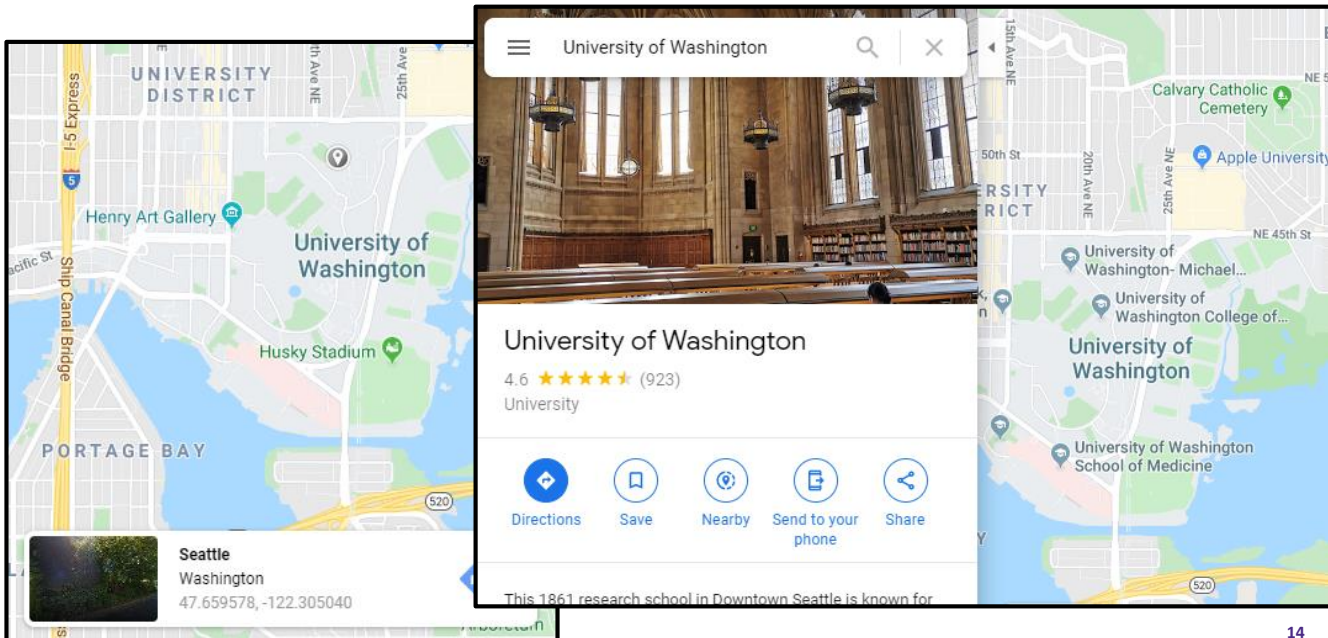 UNIVERSITY
DISTRICT
th Ave NE
25th Ave
I-5 Express
5
Henry Art Gallery
University of
Washington
acific St
Ship Canal Bridge
Husky Stadium
PORTAGE BAY
520
Seattle
Washington
47.659578, -122.305040
Arboretum
University of Washington
University of Washington
4.6 (923)
University
Directions
Save
Nearby
Send to your
phone
Share
This 1861 research school in Downtown Seattle is known for
15th Ave NE
NE 5
Calvary Catholic
Cemetery
50th St
20th Ave NE
25th Ave NE
Apple University
ERSITY
TRICT
NE 45th St
University of
Washington- Michael...
University of
Washington College of...
University of
Washington
University of Washington
School of Medicine
520
14